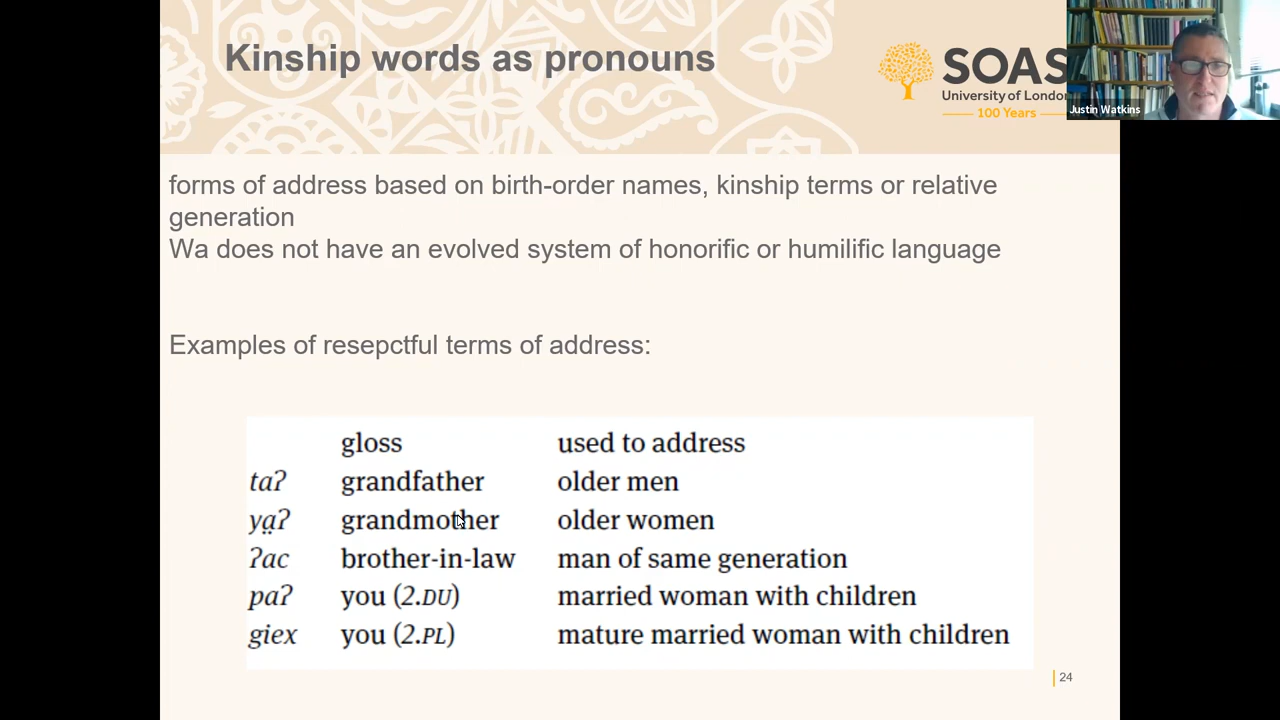 Kinship words as pronouns
SOAS
University of London
100 Years
Justin Watkins
forms of address based on birth-order names, kinship terms or relative
generation
Wa does not have an evolved system of honorific or humilific language
Examples of resepctful terms of address:
gloss used to address
taʔ grandfather older men
ya̤ʔ grandmother older women
ʔac brother-in-law man of same generation
paʔ you (2.DU) married woman with children
giex you (2.PL) mature married woman with children
24